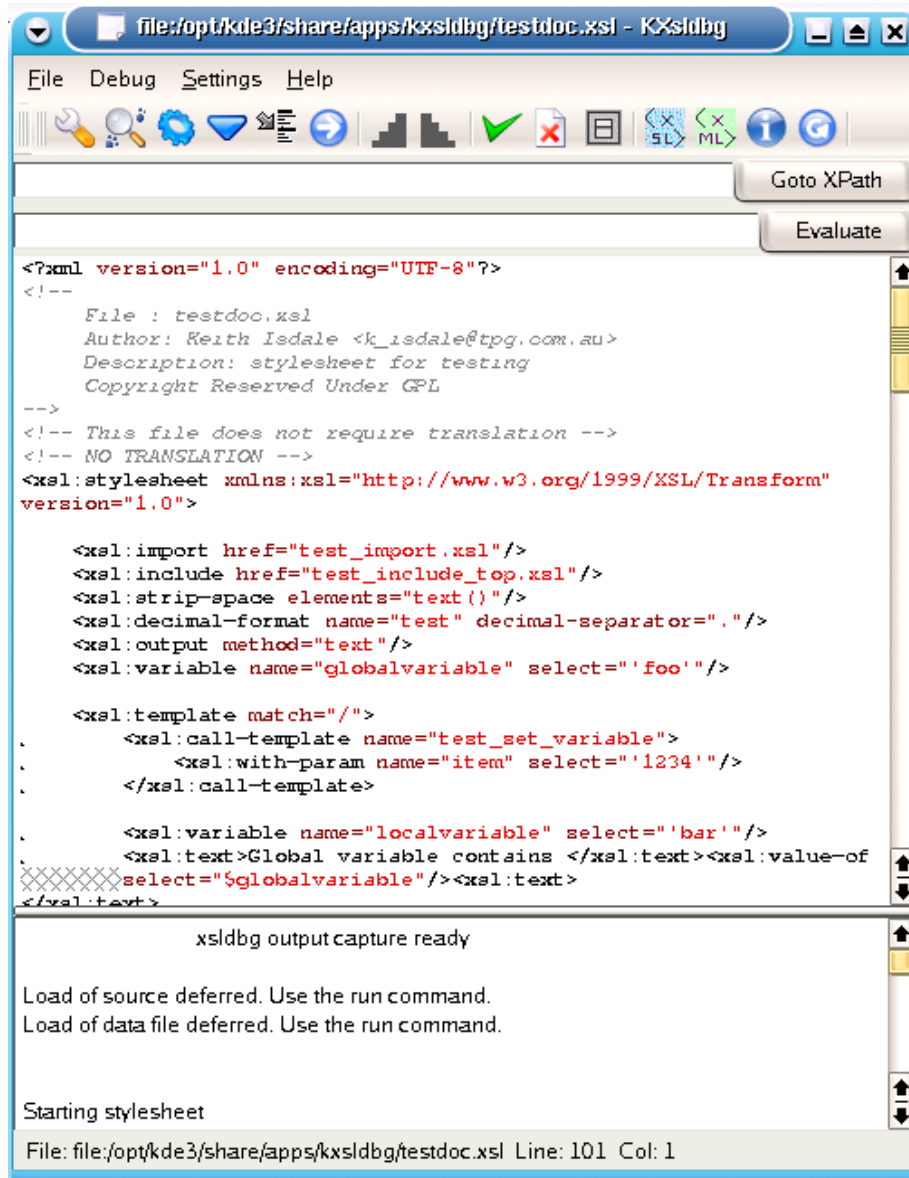 file:/opt/kde3/share/apps/kxsldbg/testdoc.xsl - KXsldbg
File Debug Settings Help
<X SL> <X ML>
Goto XPath
Evaluate
<?xml version="1.0" encoding="UTF-8"?>
<!--
File : testdoc.xsl
Author: Keith Isdale <k_isdale@tpg.com.au>
Description: stylesheet for testing
Copyright Reserved Under GPL
-->
<!-- This file does not require translation -->
<!-- NO TRANSLATION -->
<xsl:stylesheet xmlns:xsl="http://www.w3.org/1999/XSL/Transform"
version="1.0">
<xsl:import href="test_import.xsl"/>
<xsl:include href="test_include_top.xsl"/>
<xsl:strip-space elements="text()"/>
<xsl:decimal-format name="test" decimal-separator="."/>
<xsl:output method="text"/>
<xsl:variable name="globalvariable" select="'foo'"/>
<xsl:template match="/">
<xsl:call-template name="test_set_variable">
<xsl:with-param name="item" select="'1234'"/>
</xsl:call-template>
<xsl:variable name="localvariable" select="'bar'"/>
<xsl:text>Global variable contains </xsl:text><xsl:value-of
select="$globalvariable"/><xsl:text>
</xsl:text>
xsldbg output capture ready
Load of source deferred. Use the run command.
Load of data file deferred. Use the run command.
Starting stylesheet
File: file:/opt/kde3/share/apps/kxsldbg/testdoc.xsl Line: 101 Col: 1